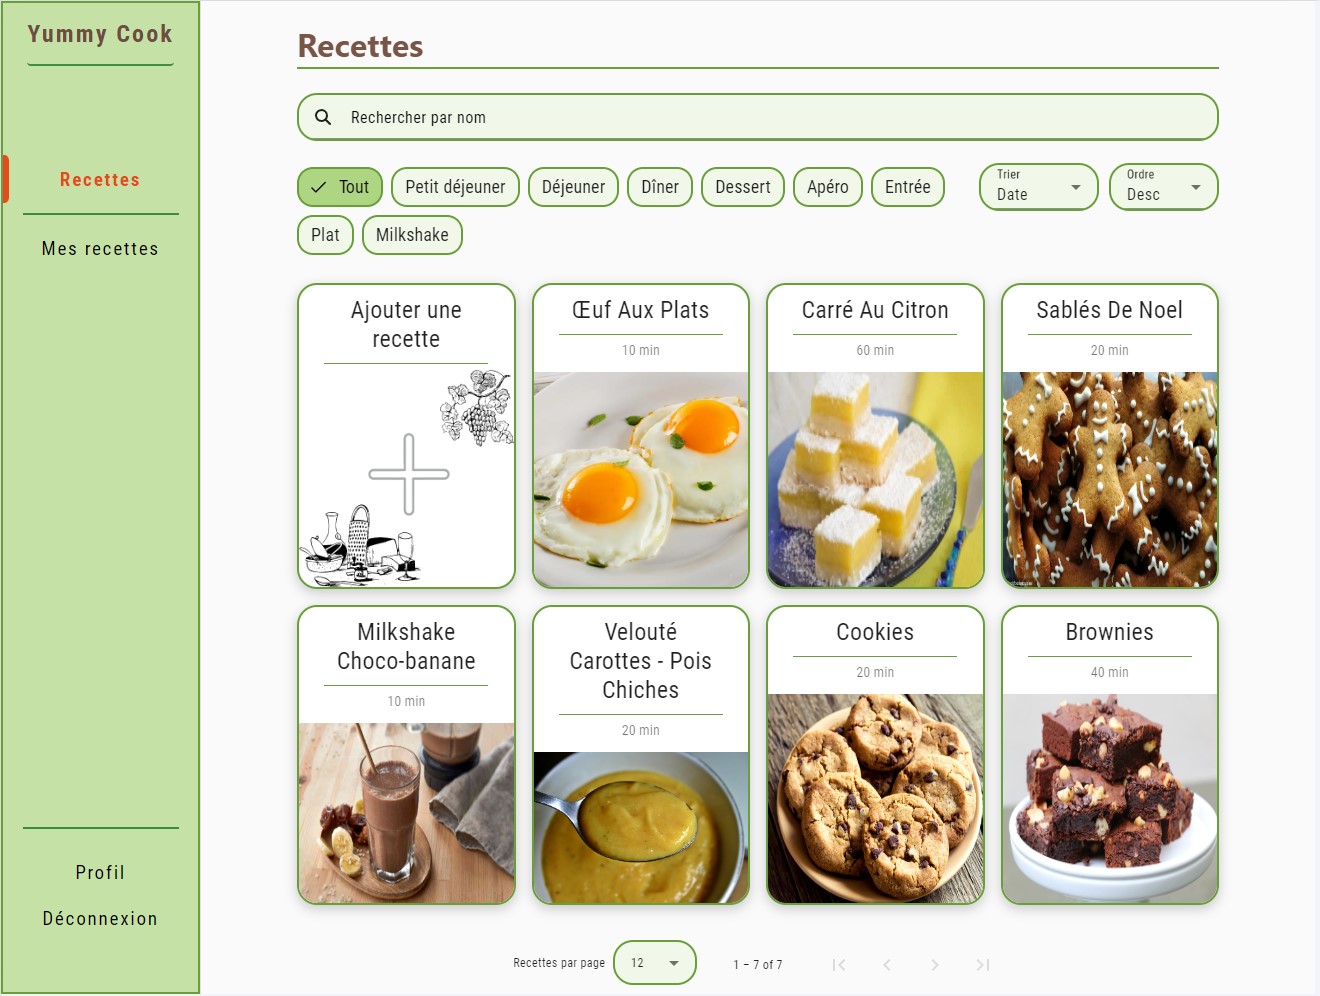 Yummy Cook
Recettes
Mes recettes
Profil
Déconnexion
Recettes
Rechercher par nom
Tout
Petit déjeuner
Déjeuner
Dîner
Dessert
Apéro
Entrée
Plat
Milkshake
Trier
Date
Ordre
Desc
Ajouter une
recette
Œuf Aux Plats
10 min
Carré Au Citron
60 min
Sablés De Noel
20 min
Milkshake
Choco-banane
10 min
Velouté
Carottes - Pois
Chiches
20 min
Cookies
20 min
Brownies
40 min
Recettes par page
12
1 – 7 of 7